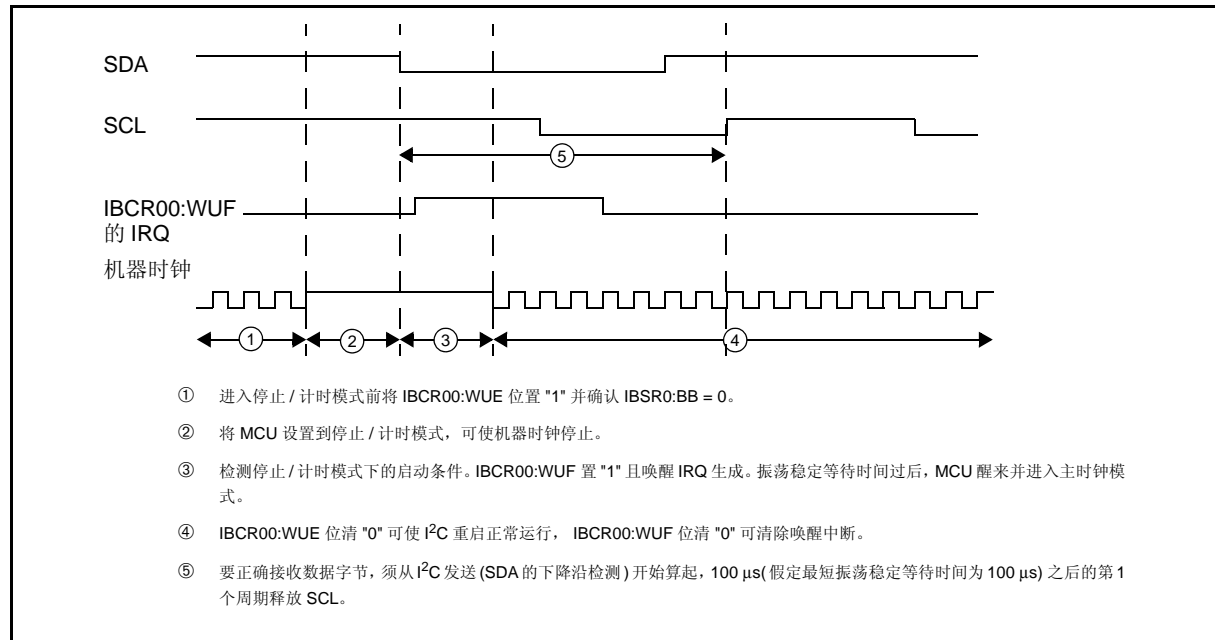 SDA
SCL
⑤
IBCR00:WUF
的 IRQ
机器时钟
① ② ③ ④
① 进入停止 / 计时模式前将 IBCR00:WUE 位置 "1" 并确认 IBSR0:BB = 0。
② 将 MCU 设置到停止 / 计时模式，可使机器时钟停止。
③ 检测停止 / 计时模式下的启动条件。IBCR00:WUF 置 "1" 且唤醒 IRQ 生成。振荡稳定等待时间过后，MCU 醒来并进入主时钟模
式。
④ IBCR00:WUE 位清 "0" 可使 I²C 重启正常运行， IBCR00:WUF 位清 "0" 可清除唤醒中断。
⑤ 要正确接收数据字节，须从 I²C 发送 (SDA 的下降沿检测 ) 开始算起，100 μs( 假定最短振荡稳定等待时间为 100 μs) 之后的第 1
个周期释放 SCL。